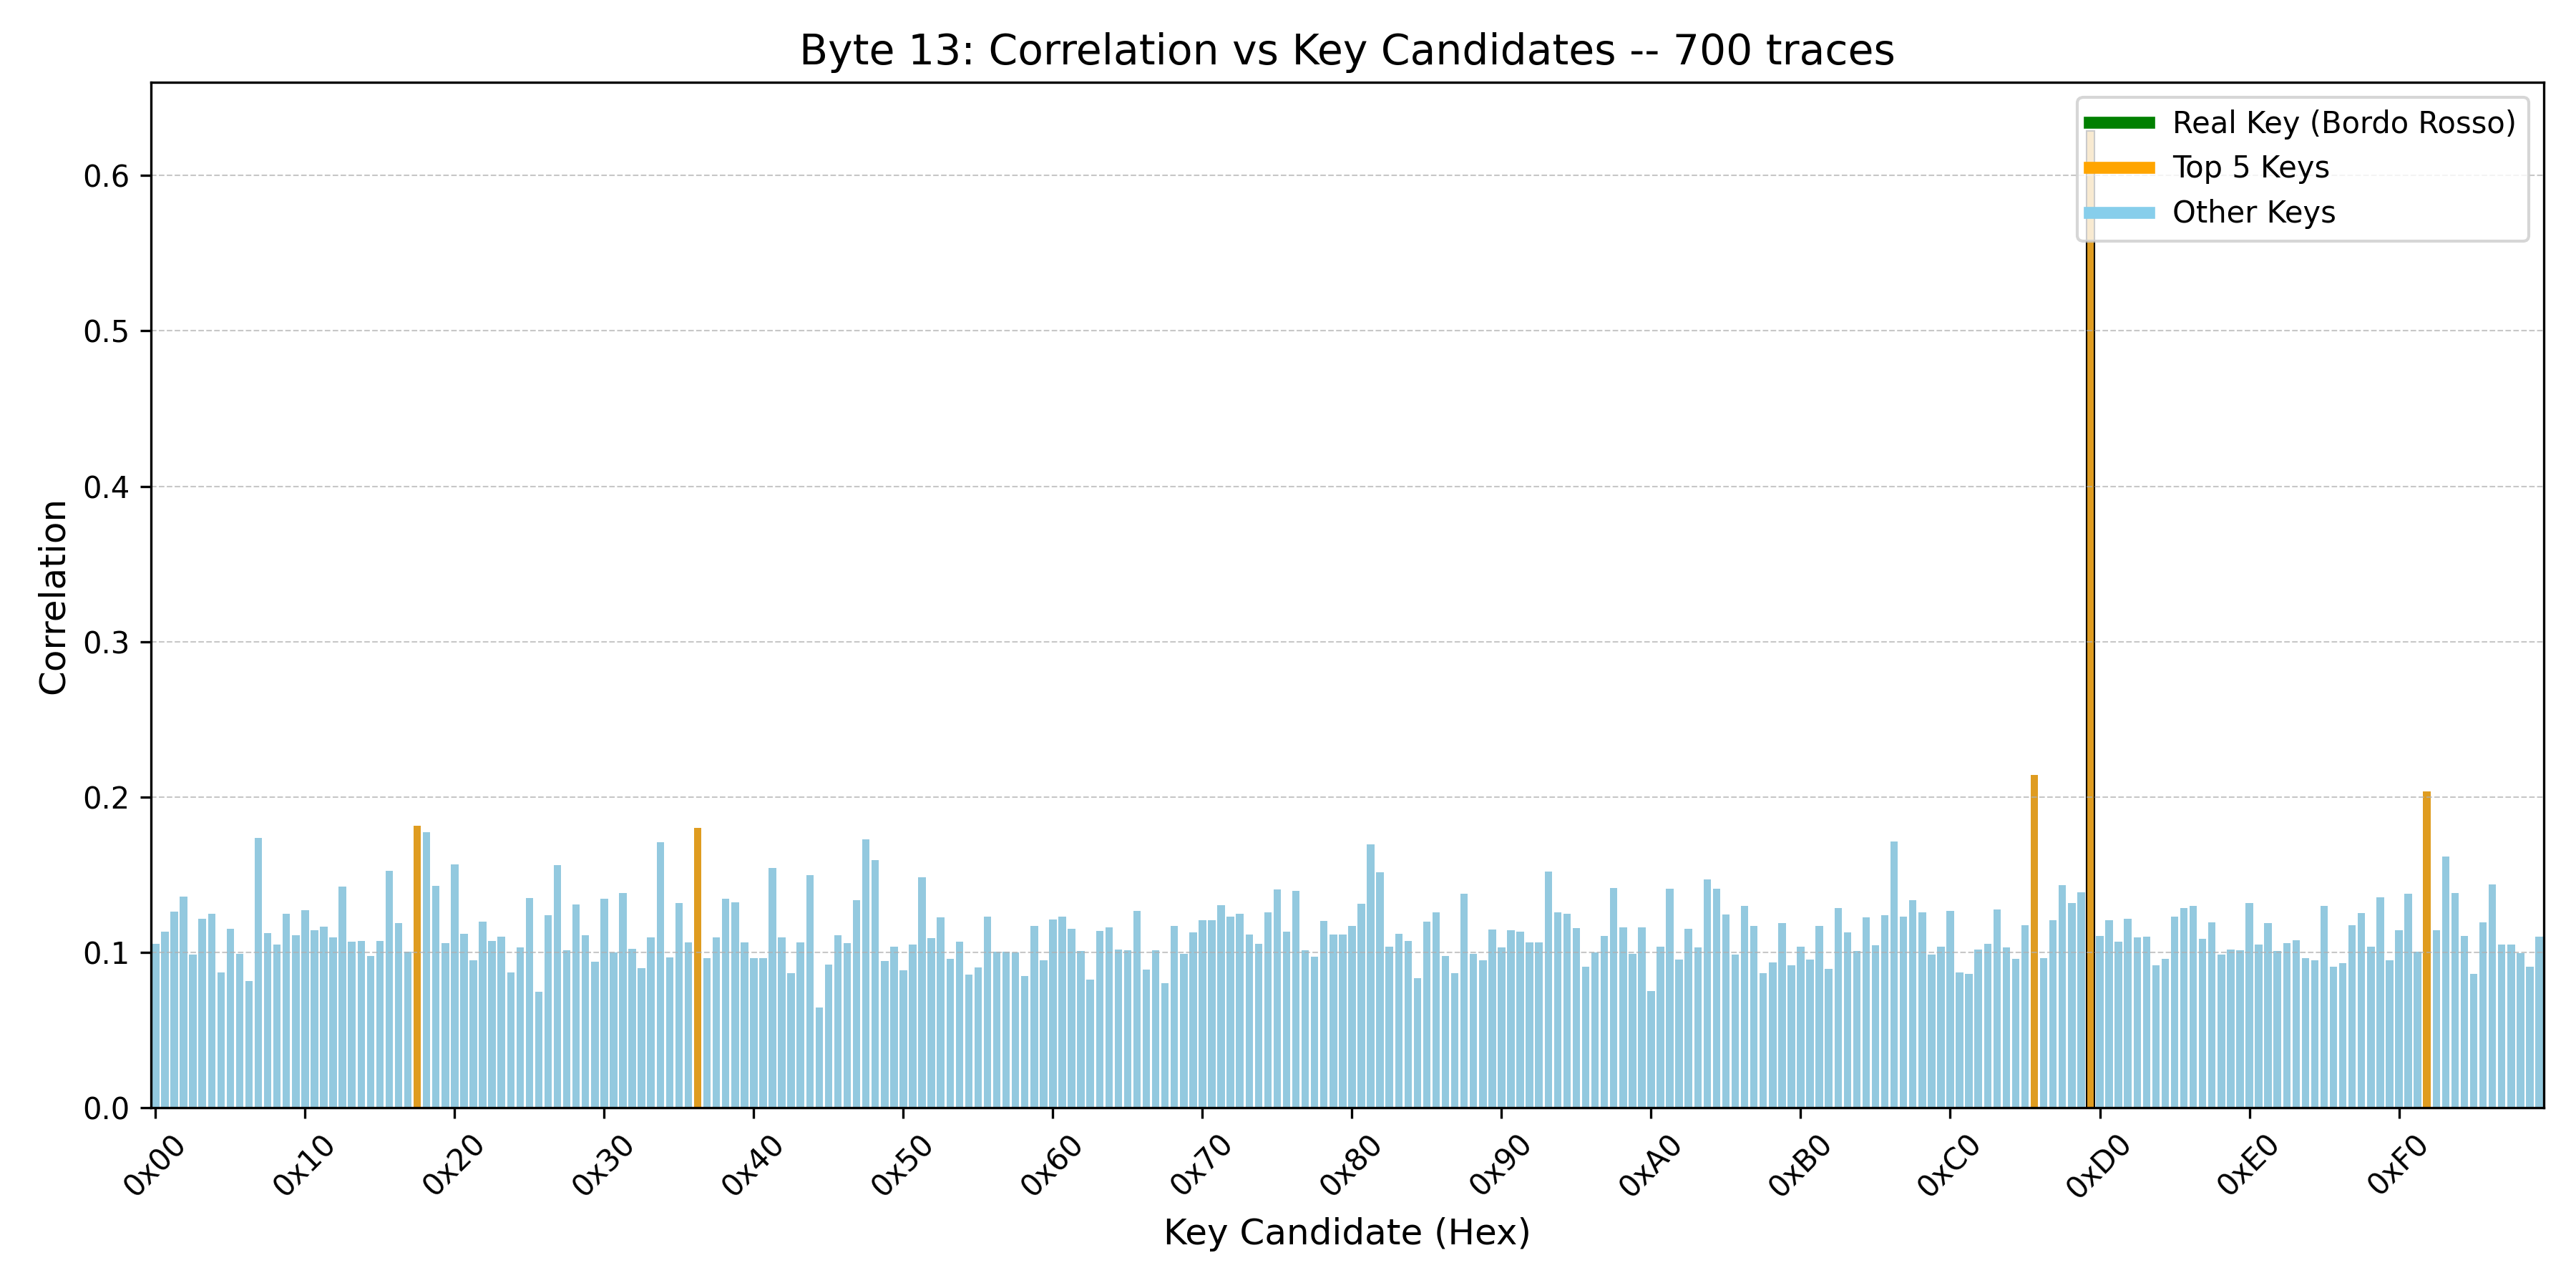 Byte 13: Correlation vs Key Candidates -- 700 traces
Real Key (Bordo Rosso)
Top 5 Keys
Other Keys
Correlation
0.6
0.5
0.4
0.3
0.2
0.1
0.0
0x00 0x10 0x20 0x30 0x40 0x50 0x60 0x70 0x80 0x90 0xA0 0xB0 0xC0 0xD0 0xE0 0xF0
Key Candidate (Hex)